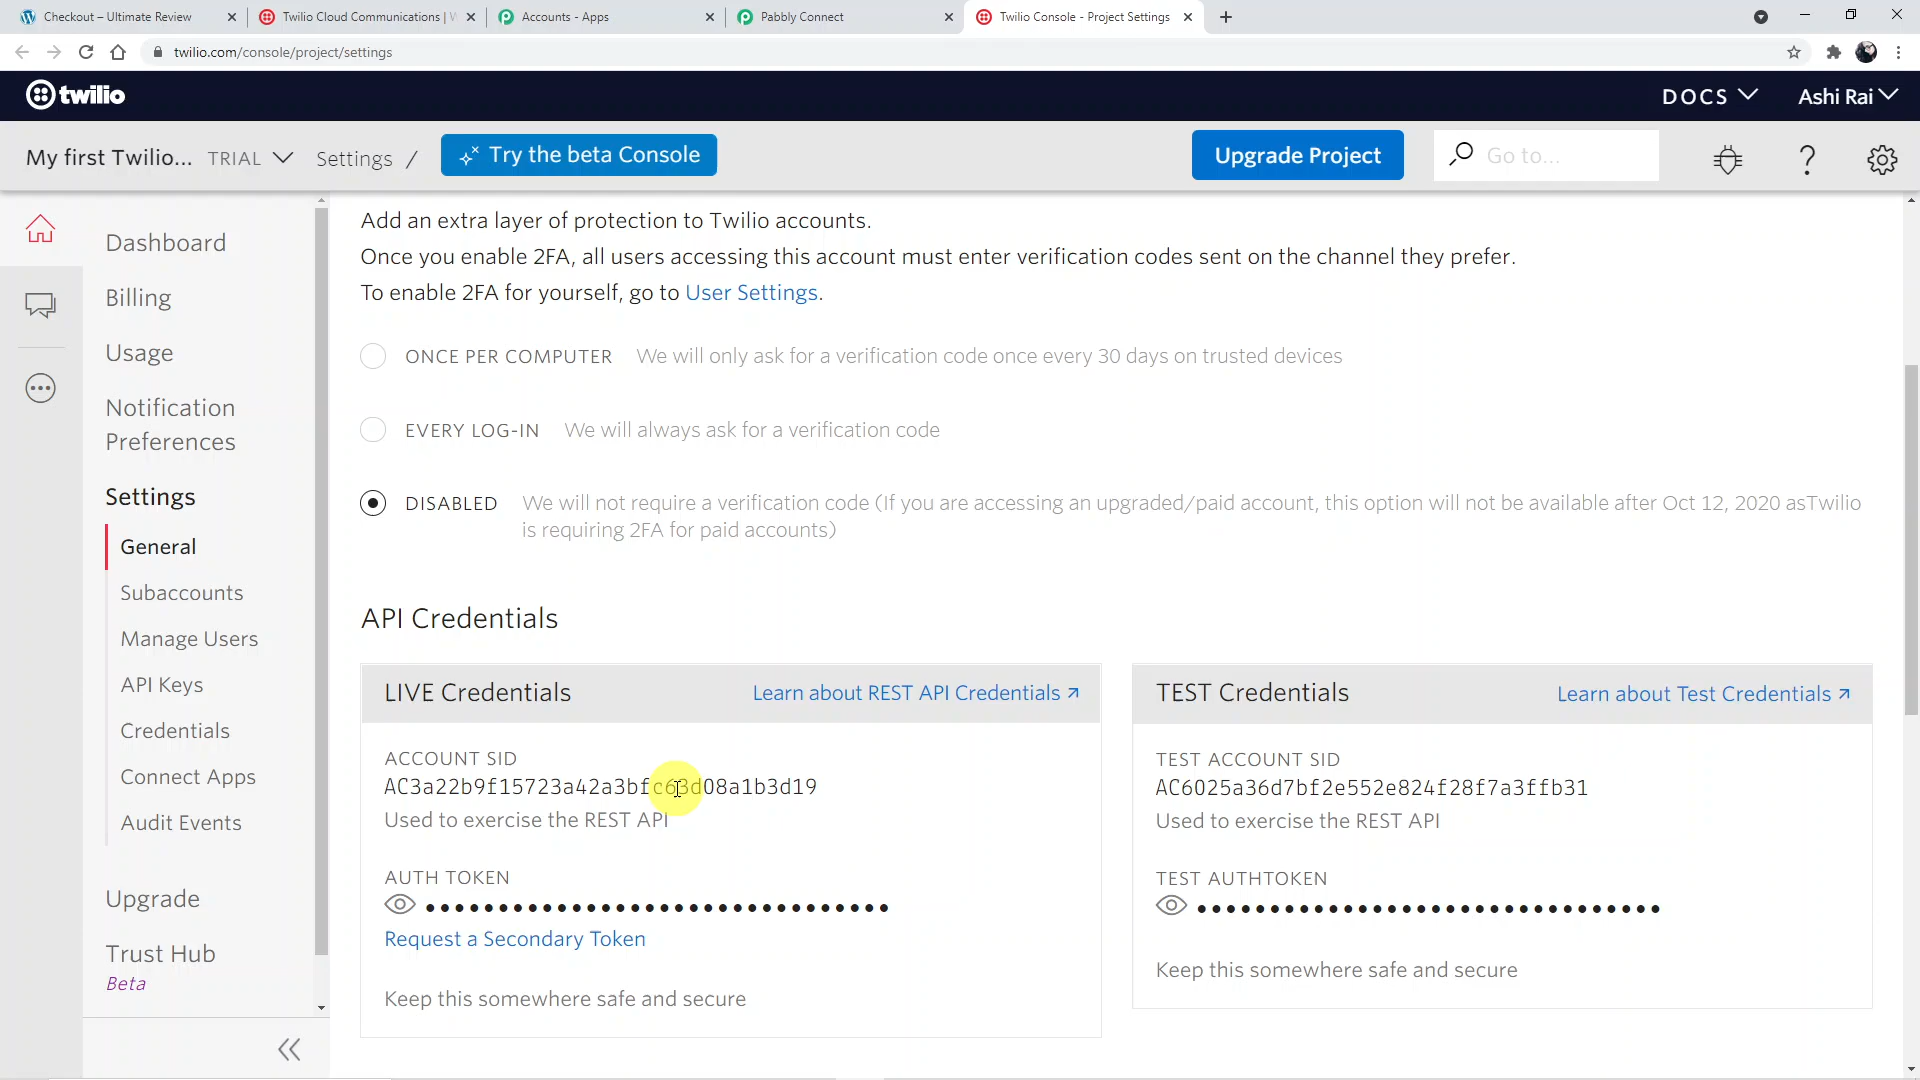 Checkout – Ultimate Review
Twilio Cloud Communications |
Accounts - Apps
Pabbly Connect
Twilio Console - Project Settings
twilio.com/console/project/settings
twilio
DOCS
Ashi Rai
My first Twilio... TRIAL
Settings /
Try the beta Console
Upgrade Project
Go to...
Dashboard
Billing
Usage
Notification
Preferences
Settings
General
Subaccounts
Manage Users
API Keys
Credentials
Connect Apps
Audit Events
Upgrade
Trust Hub
Beta
Add an extra layer of protection to Twilio accounts.
Once you enable 2FA, all users accessing this account must enter verification codes sent on the channel they prefer.
To enable 2FA for yourself, go to User Settings.
ONCE PER COMPUTER We will only ask for a verification code once every 30 days on trusted devices
EVERY LOG-IN We will always ask for a verification code
DISABLED We will not require a verification code (If you are accessing an upgraded/paid account, this option will not be available after Oct 12, 2020 asTwilio
is requiring 2FA for paid accounts)
API Credentials
LIVE Credentials
Learn about REST API Credentials
ACCOUNT SID
AC3a22b9f15723a42a3bfc63d08a1b3d19
Used to exercise the REST API
AUTH TOKEN
Request a Secondary Token
Keep this somewhere safe and secure
TEST Credentials
Learn about Test Credentials
TEST ACCOUNT SID
AC6025a36d7bf2e552e824f28f7a3ffb31
Used to exercise the REST API
TEST AUTHTOKEN
Keep this somewhere safe and secure